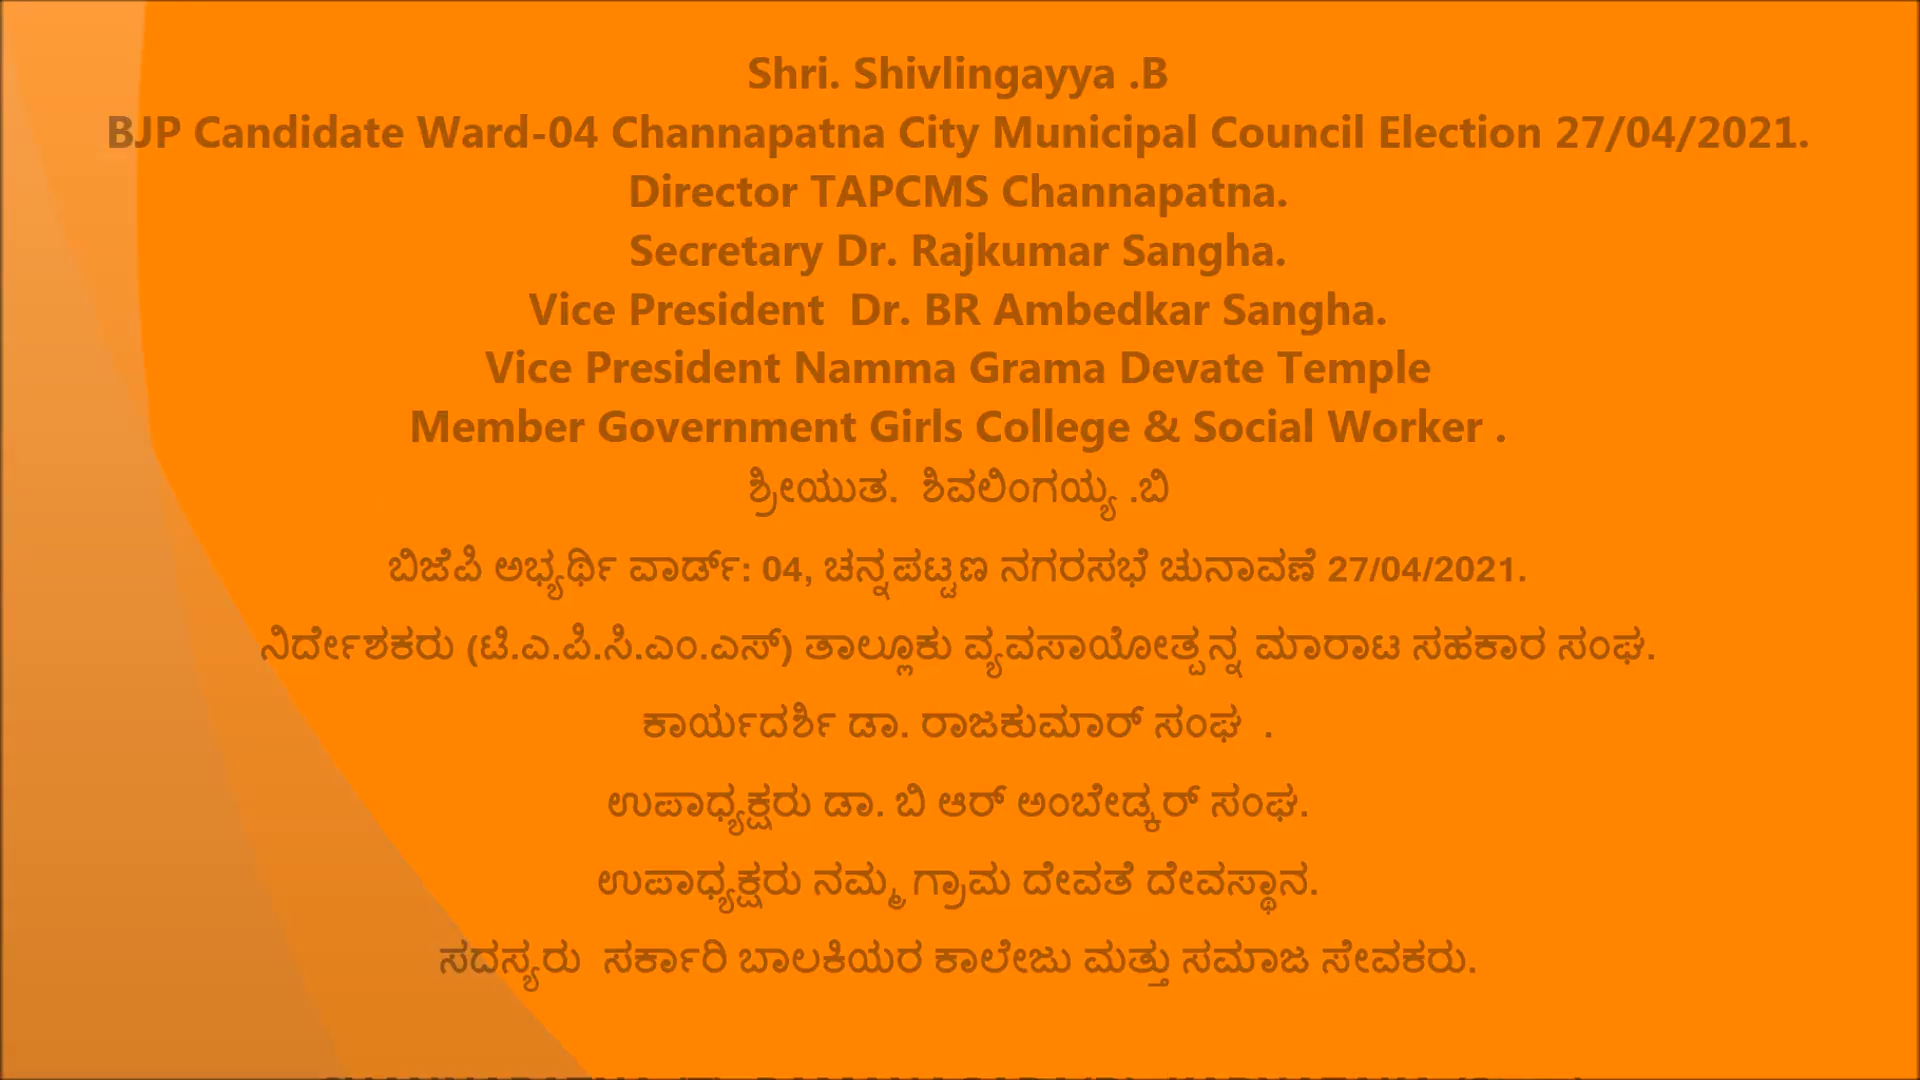 Shri. Shivlingayya .B
BJP Candidate Ward-04 Channapatna City Municipal Council Election 27/04/2021.
Director TAPCMS Channapatna.
Secretary Dr. Rajkumar Sangha.
Vice President Dr. BR Ambedkar Sangha.
Vice President Namma Grama Devate Temple
Member Government Girls College & Social Worker .
ಶ್ರೀಯುತ. ಶಿವಲಿಂಗಯ್ಯ .ಬಿ
ಬಿಜೆಪಿ ಅಭ್ಯರ್ಥಿ ವಾರ್ಡ್: 04, ಚನ್ನಪಟ್ಟಣ ನಗರಸಭೆ ಚುನಾವಣೆ 27/04/2021.
ನಿರ್ದೇಶಕರು (ಟಿ.ಎ.ಪಿ.ಸಿ.ಎಂ.ಎಸ್) ತಾಲ್ಲೂಕು ವ್ಯವಸಾಯೋತ್ಪನ್ನ ಮಾರಾಟ ಸಹಕಾರ ಸಂಘ.
ಕಾರ್ಯದರ್ಶಿ ಡಾ. ರಾಜಕುಮಾರ್ ಸಂಘ .
ಉಪಾಧ್ಯಕ್ಷರು ಡಾ. ಬಿ ಆರ್ ಅಂಬೇಡ್ಕರ್ ಸಂಘ.
ಉಪಾಧ್ಯಕ್ಷರು ನಮ್ಮ ಗ್ರಾಮ ದೇವತೆ ದೇವಸ್ಥಾನ.
ಸದಸ್ಯರು ಸರ್ಕಾರಿ ಬಾಲಕಿಯರ ಕಾಲೇಜು ಮತ್ತು ಸಮಾಜ ಸೇವಕರು.